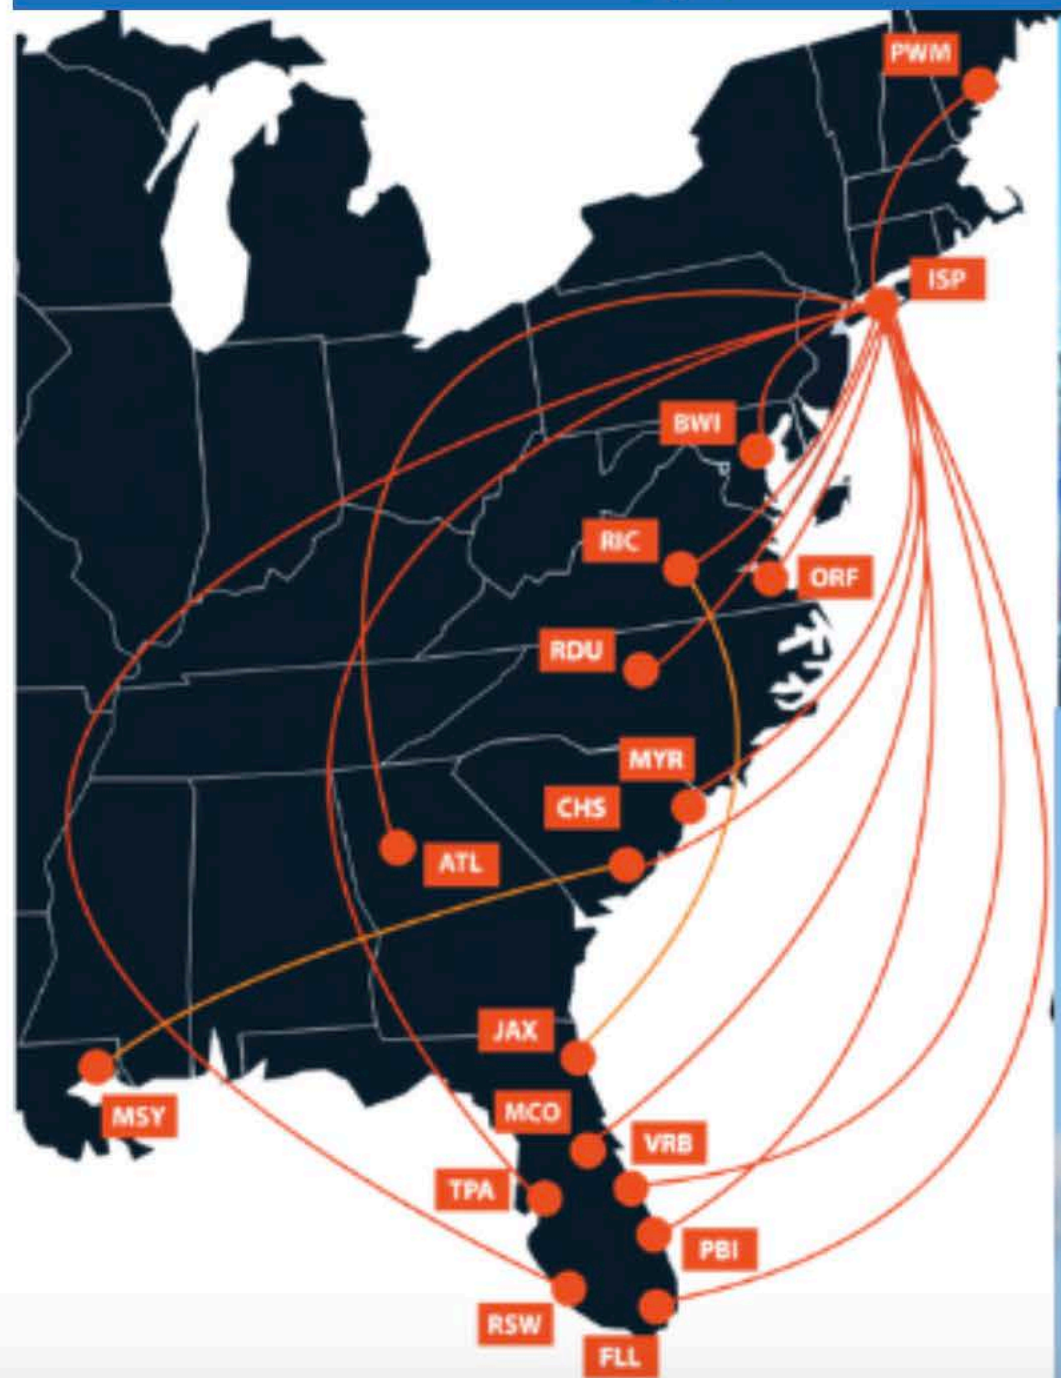 PWM
ISP
BWI
RIC
ORF
RDU
MYR
CHS
ATL
JAX
MCO
MSY
VRB
TPA
PBI
RSW
FLL